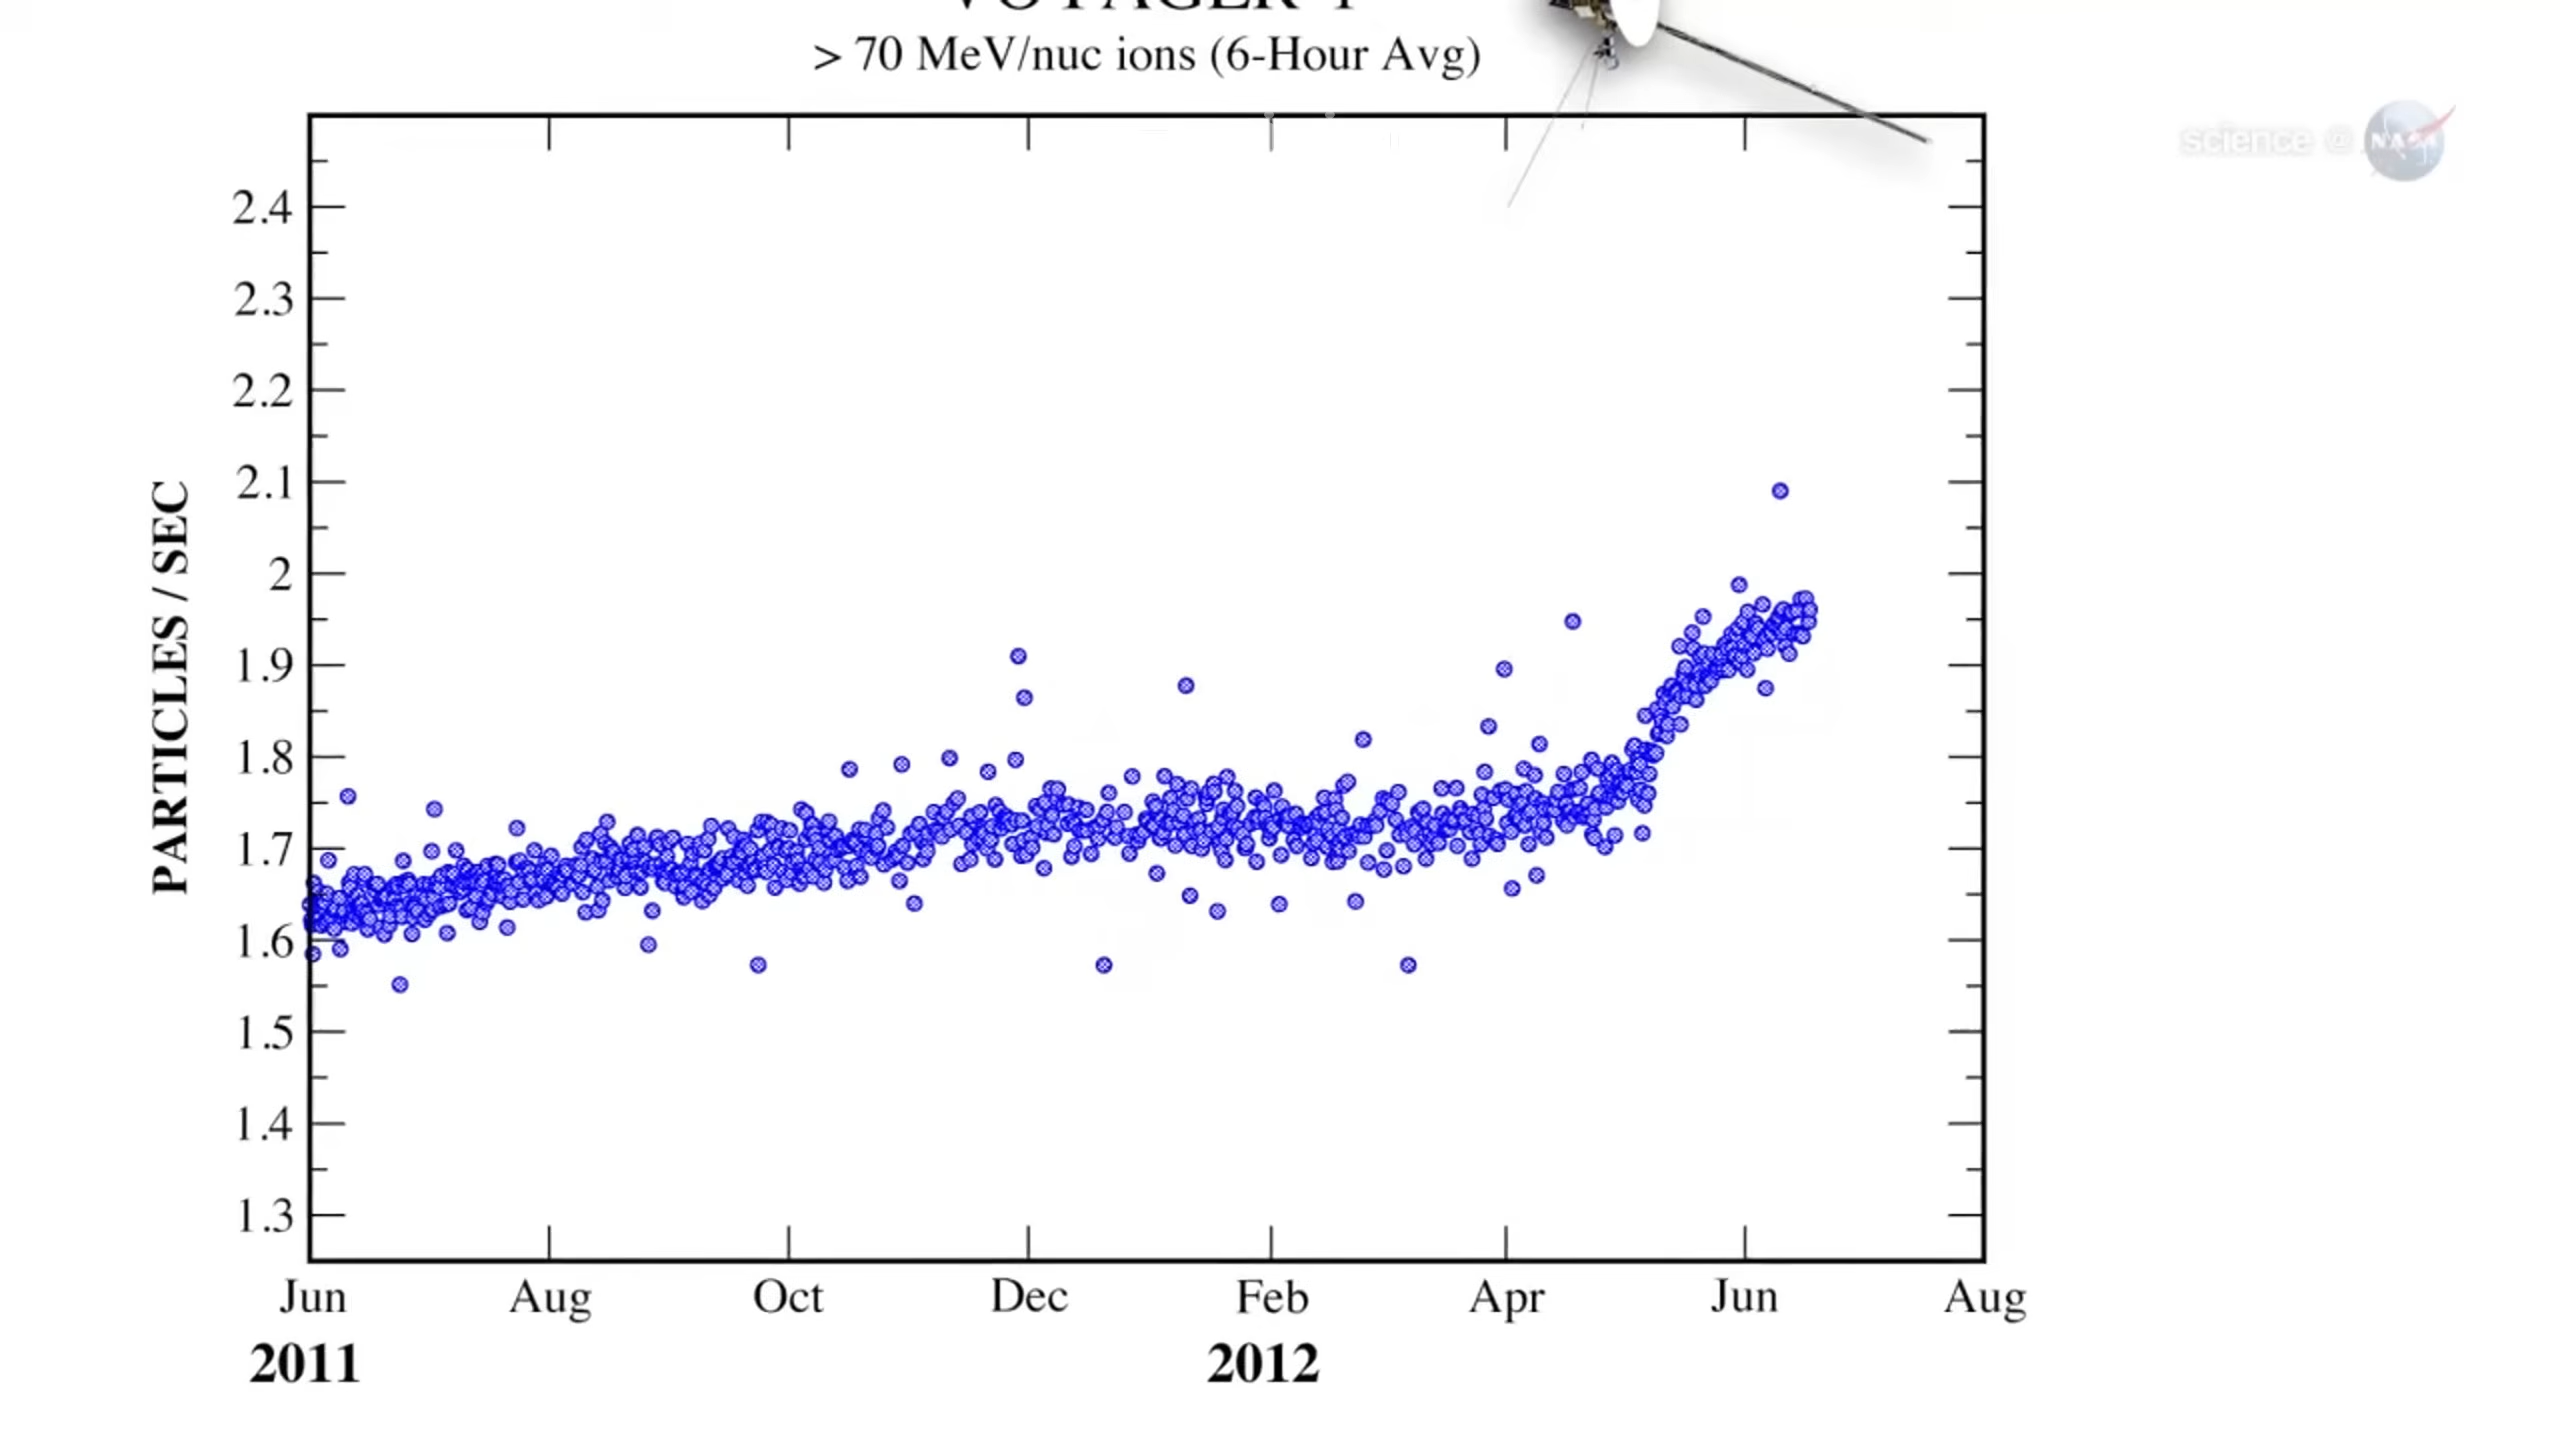 VOYAGER 1
> 70 MeV/nuc ions (6-Hour Avg)
science @ NASA
2.4
2.3
2.2
2.1
2
1.9
1.8
1.7
1.6
1.5
1.4
1.3
PARTICLES / SEC
Jun Aug Oct Dec Feb Apr Jun Aug
2011 2012